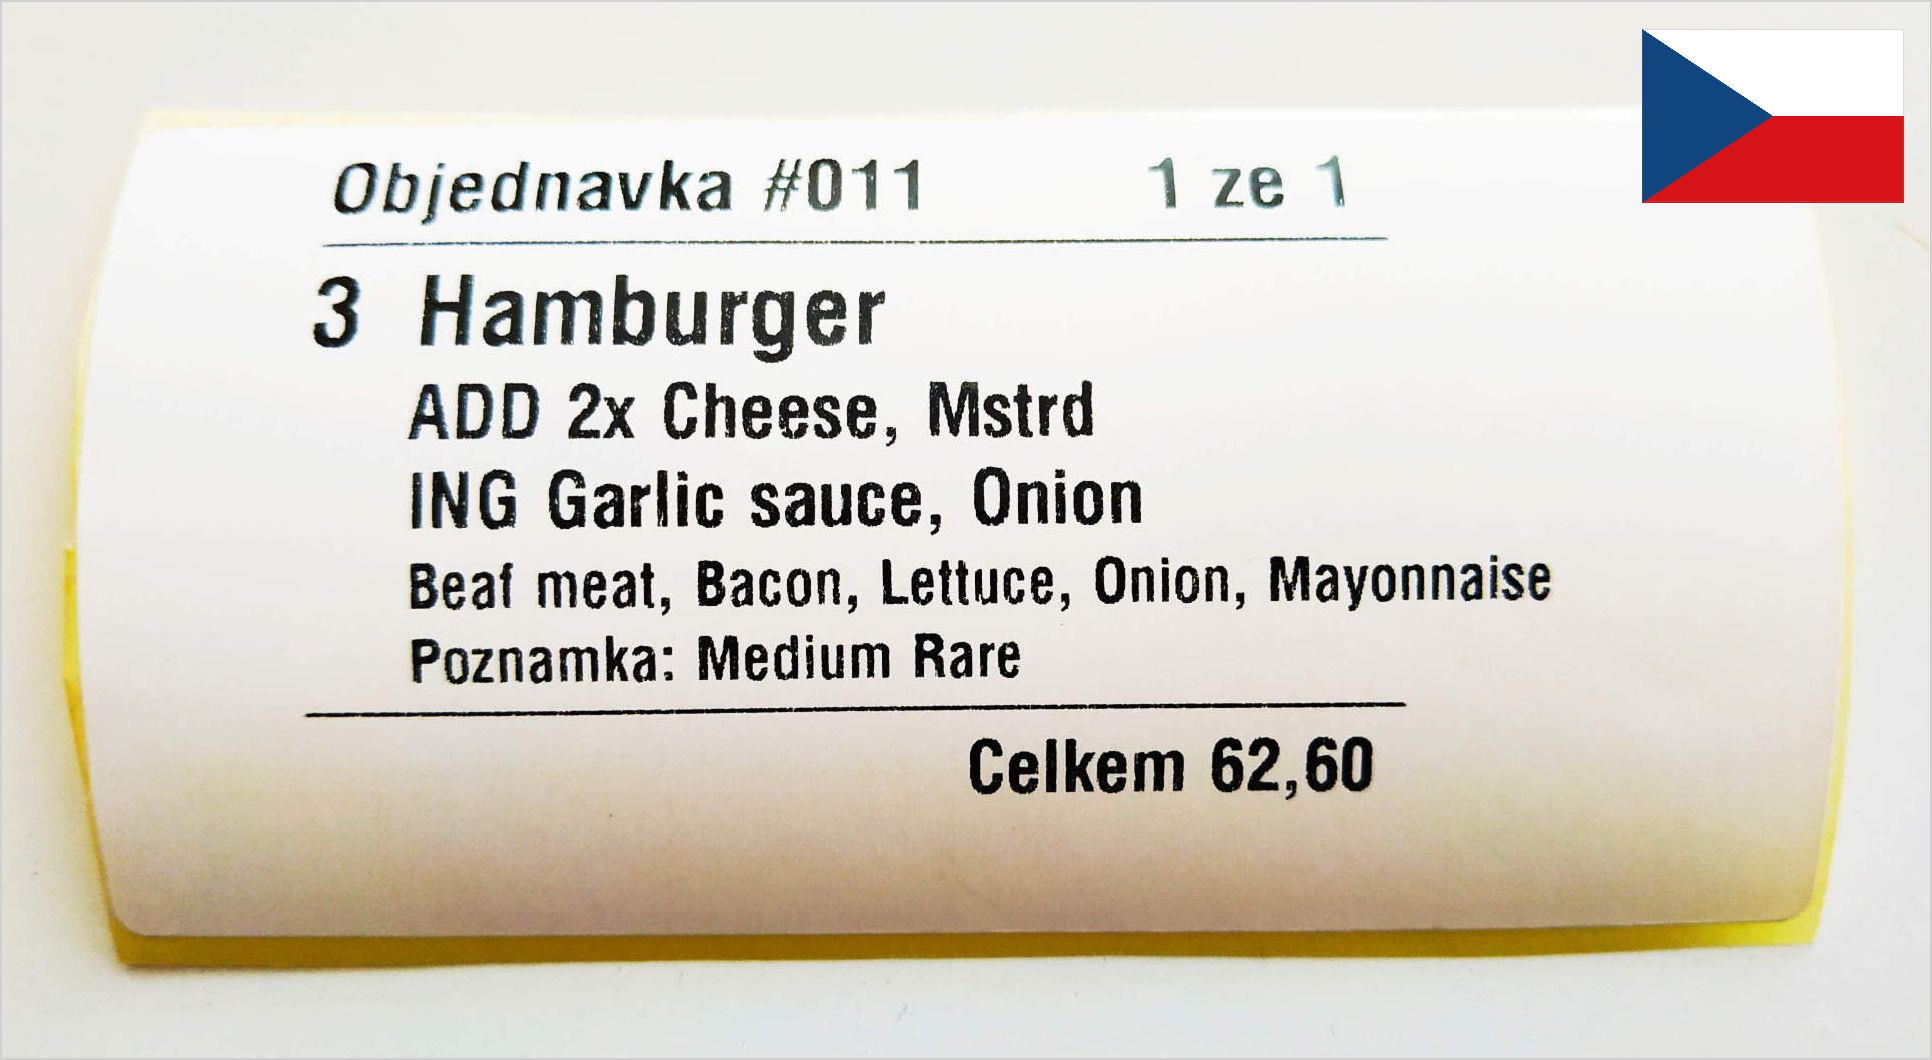 Objednavka #011 1 ze 1
3 Hamburger
ADD 2x Cheese, Mstrd
ING Garlic sauce, Onion
Beaf meat, Bacon, Lettuce, Onion, Mayonnaise
Poznamka: Medium Rare
Celkem 62,60